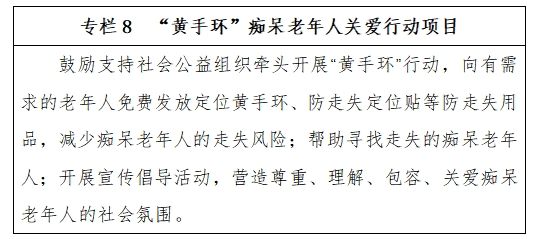 专栏 8 “黄手环”痴呆老年人关爱行动项目
鼓励支持社会公益组织牵头开展“黄手环”行动，向有需
求的老年人免费发放定位黄手环、防走失定位贴等防走失用
品，减少痴呆老年人的走失风险；帮助寻找走失的痴呆老年
人；开展宣传倡导活动，营造尊重、理解、包容、关爱痴呆
老年人的社会氛围。